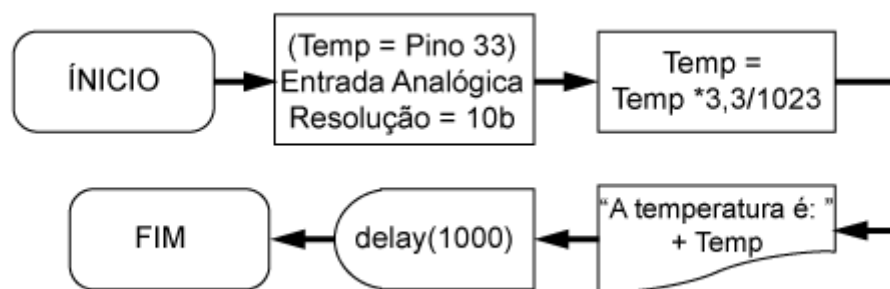 ÍNICIO
(Temp = Pino 33)
Entrada Analógica
Resolução = 10b
Temp =
Temp *3,3/1023
“A temperatura é: ”
+ Temp
delay(1000)
FIM